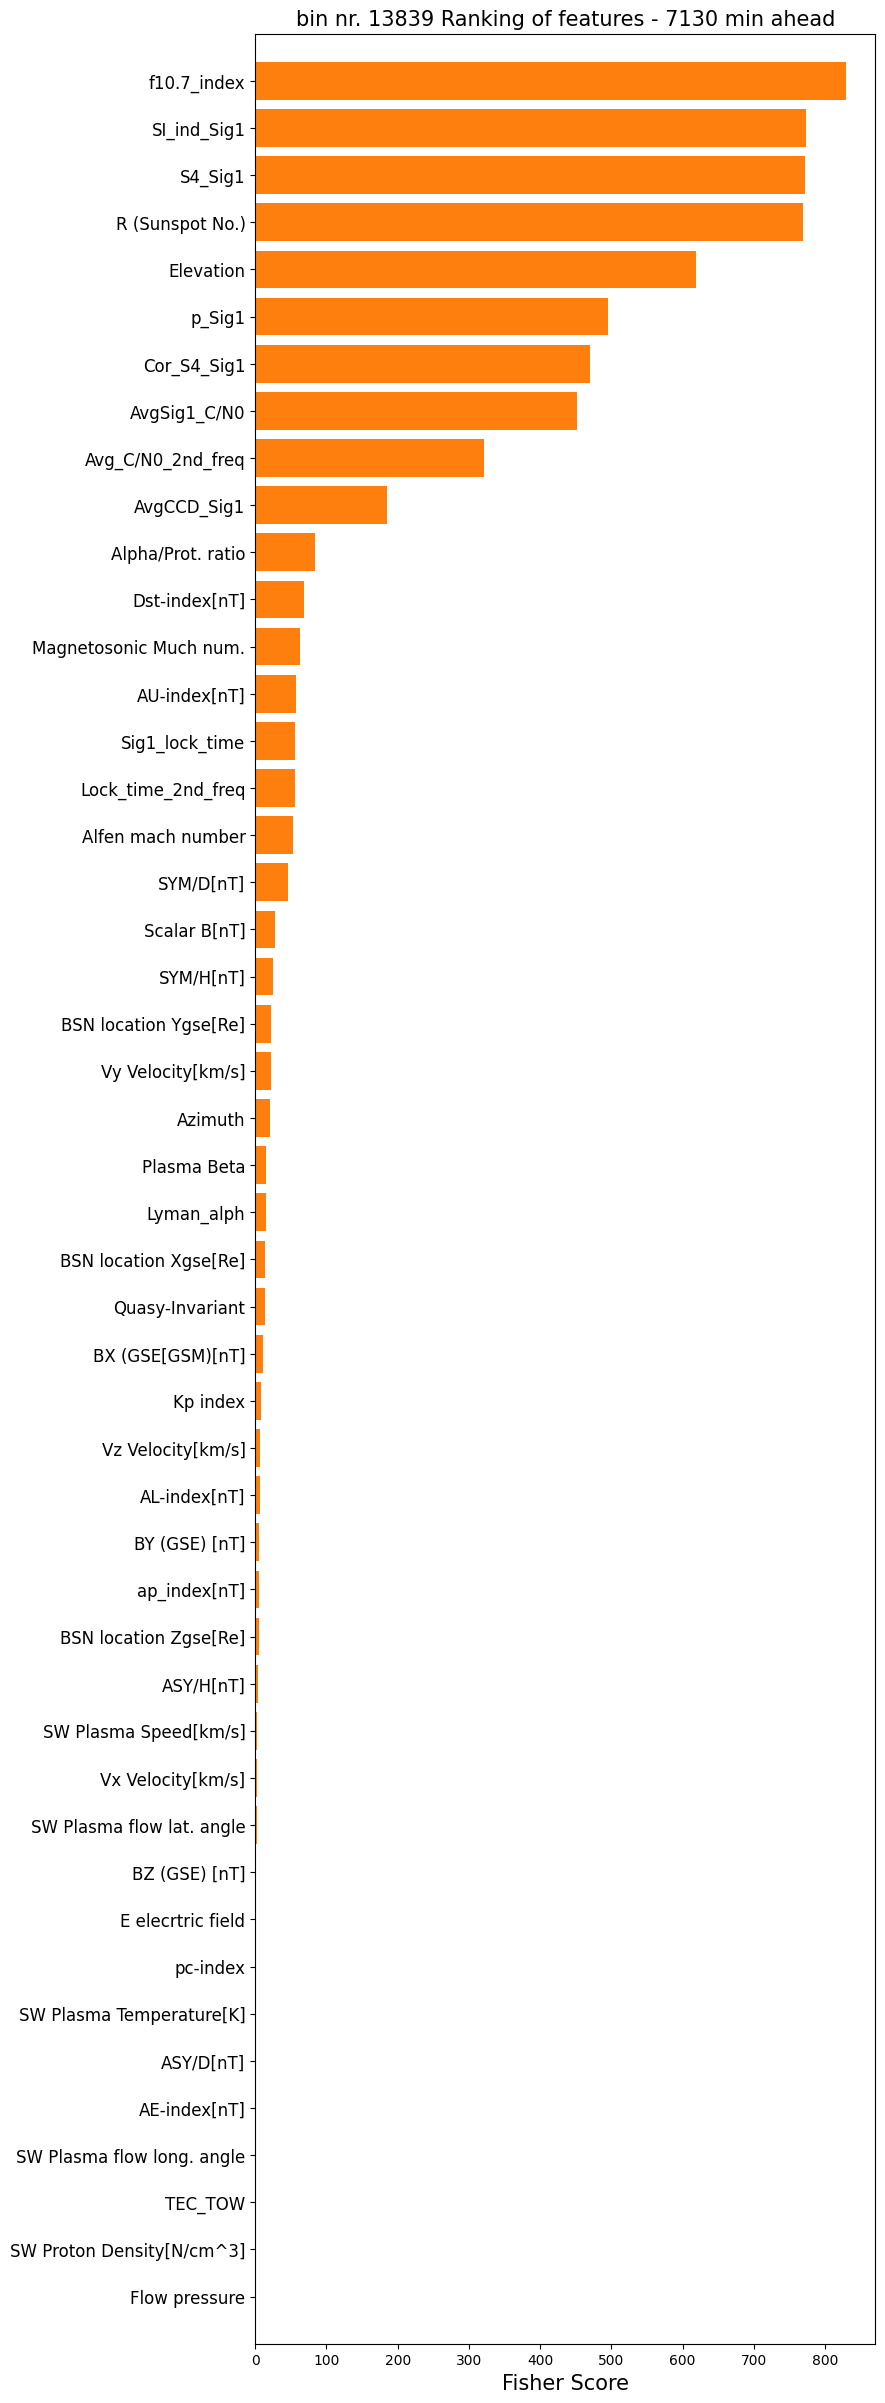 bin nr. 13839 Ranking of features - 7130 min ahead
f10.7_index
SI_ind_Sig1
S4_Sig1
R (Sunspot No.)
Elevation
p_Sig1
Cor_S4_Sig1
AvgSig1_C/N0
Avg_C/N0_2nd_freq
AvgCCD_Sig1
Alpha/Prot. ratio
Dst-index[nT]
Magnetosonic Much num.
AU-index[nT]
Sig1_lock_time
Lock_time_2nd_freq
Alfen mach number
SYM/D[nT]
Scalar B[nT]
SYM/H[nT]
BSN location Ygse[Re]
Vy Velocity[km/s]
Azimuth
Plasma Beta
Lyman_alph
BSN location Xgse[Re]
Quasy-Invariant
BX (GSE[GSM)[nT]
Kp index
Vz Velocity[km/s]
AL-index[nT]
BY (GSE) [nT]
ap_index[nT]
BSN location Zgse[Re]
ASY/H[nT]
SW Plasma Speed[km/s]
Vx Velocity[km/s]
SW Plasma flow lat. angle
BZ (GSE) [nT]
E elecrtric field
pc-index
SW Plasma Temperature[K]
ASY/D[nT]
AE-index[nT]
SW Plasma flow long. angle
TEC_TOW
SW Proton Density[N/cm^3]
Flow pressure
0 100 200 300 400 500 600 700 800
Fisher Score